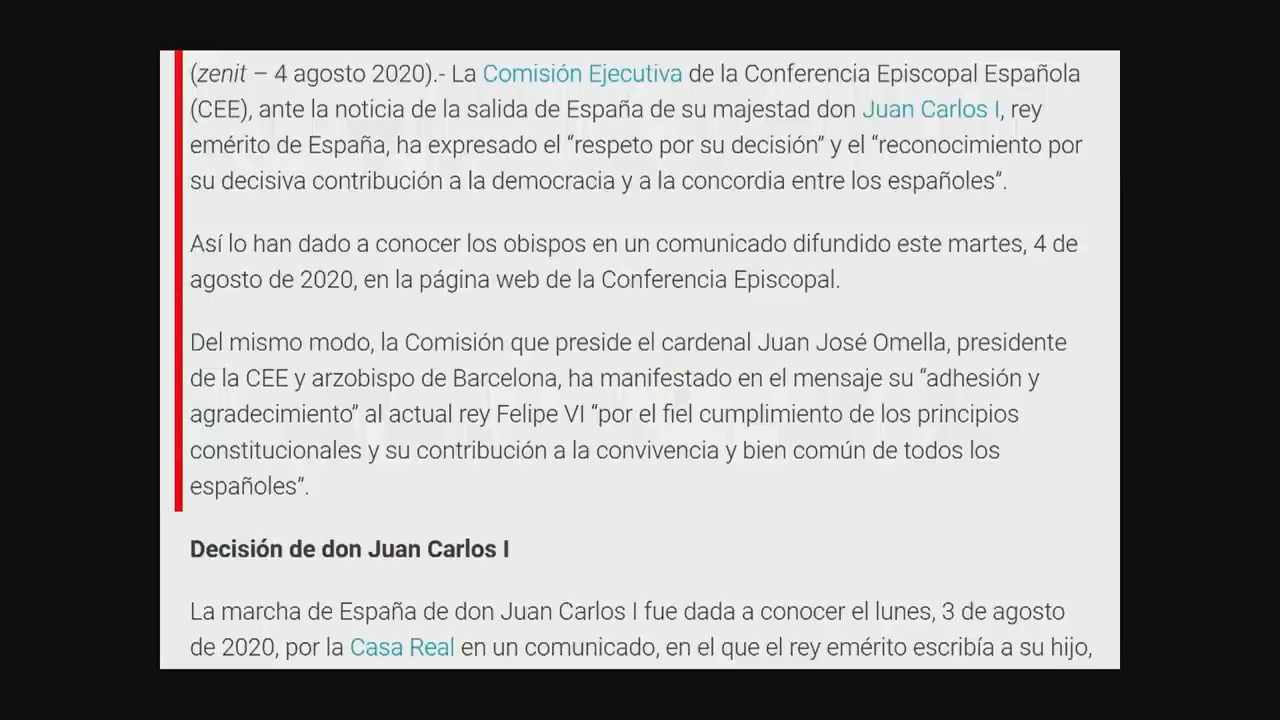 (zenit – 4 agosto 2020).- La Comisión Ejecutiva de la Conferencia Episcopal Española
(CEE), ante la noticia de la salida de España de su majestad don Juan Carlos I, rey
emérito de España, ha expresado el “respeto por su decisión” y el “reconocimiento por
su decisiva contribución a la democracia y a la concordia entre los españoles”.
Así lo han dado a conocer los obispos en un comunicado difundido este martes, 4 de
agosto de 2020, en la página web de la Conferencia Episcopal.
Del mismo modo, la Comisión que preside el cardenal Juan José Omella, presidente
de la CEE y arzobispo de Barcelona, ha manifestado en el mensaje su “adhesión y
agradecimiento” al actual rey Felipe VI “por el fiel cumplimiento de los principios
constitucionales y su contribución a la convivencia y bien común de todos los
españoles”.
Decisión de don Juan Carlos I
La marcha de España de don Juan Carlos I fue dada a conocer el lunes, 3 de agosto
de 2020, por la Casa Real en un comunicado, en el que el rey emérito escribía a su hijo,